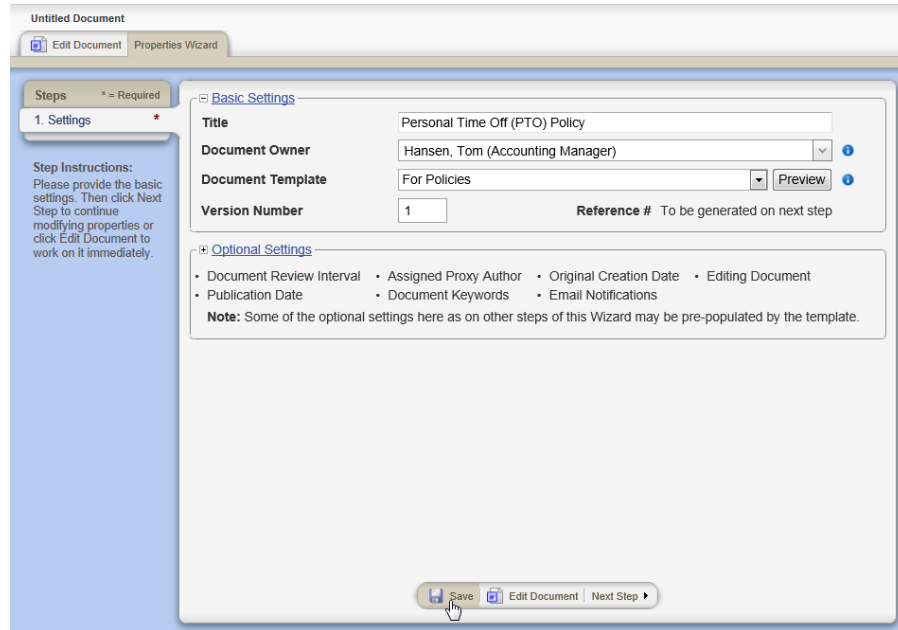 Untitled Document
Edit Document Properties Wizard
Steps * = Required
1. Settings *
Step Instructions:
Please provide the basic
settings. Then click Next
Step to continue
modifying properties or
click Edit Document to
work on it immediately.
Basic Settings
Title Personal Time Off (PTO) Policy
Document Owner Hansen, Tom (Accounting Manager)
Document Template For Policies Preview
Version Number 1 Reference # To be generated on next step
Optional Settings
• Document Review Interval • Assigned Proxy Author • Original Creation Date • Editing Document
• Publication Date • Document Keywords • Email Notifications
Note: Some of the optional settings here as on other steps of this Wizard may be pre-populated by the template.
Save Edit Document Next Step